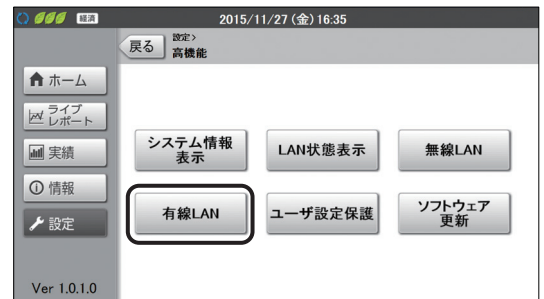 経済
2015/11/27(金)16:35
戻る
設定>
高機能
ホーム
ライブ
レポート
実績
情報
設定
システム情報
表示
LAN状態表示
無線LAN
有線LAN
ユーザ設定保護
ソフトウェア
更新
Ver 1.0.1.0